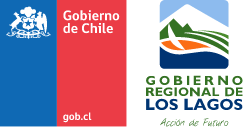 Gobierno
de Chile
gob.cl
GOBIERNO
REGIONAL DE
LOS LAGOS
Acción de Futuro